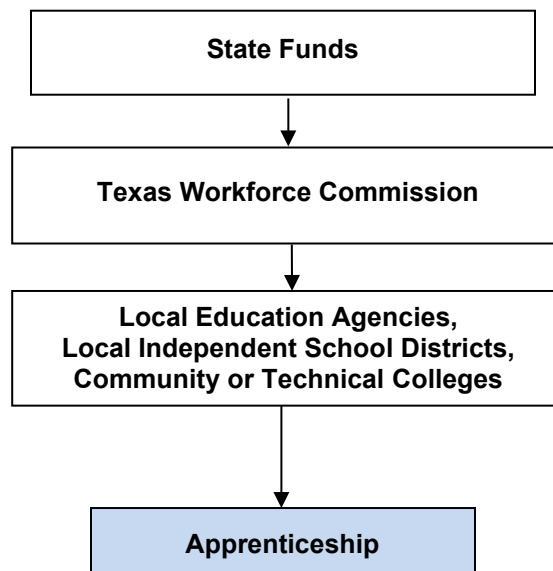 State Funds
Texas Workforce Commission
Local Education Agencies,
Local Independent School Districts,
Community or Technical Colleges
Apprenticeship